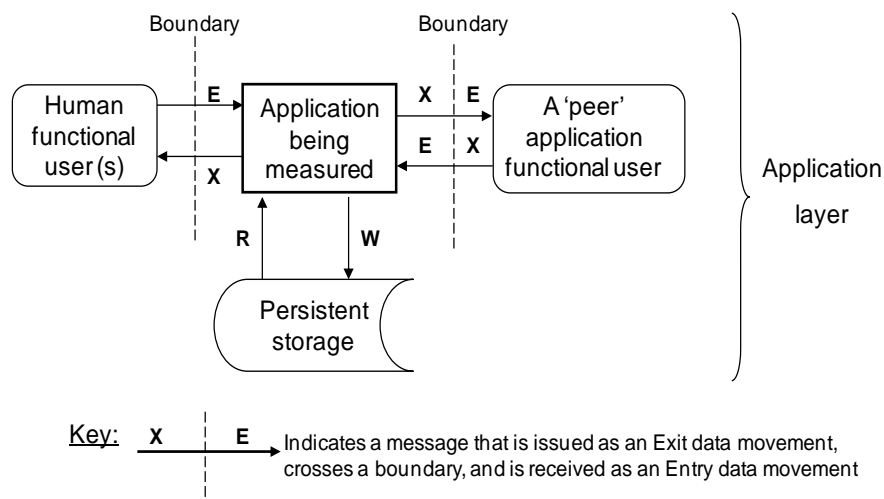 Boundary
Boundary
Human
functional
user (s)
E
X
Application
being
measured
X
E
E
X
A ‘peer’
application
functional user
Application
layer
R
W
Persistent
storage
Key:
X
E
Indicates a message that is issued as an Exit data movement,
crosses a boundary, and is received as an Entry data movement